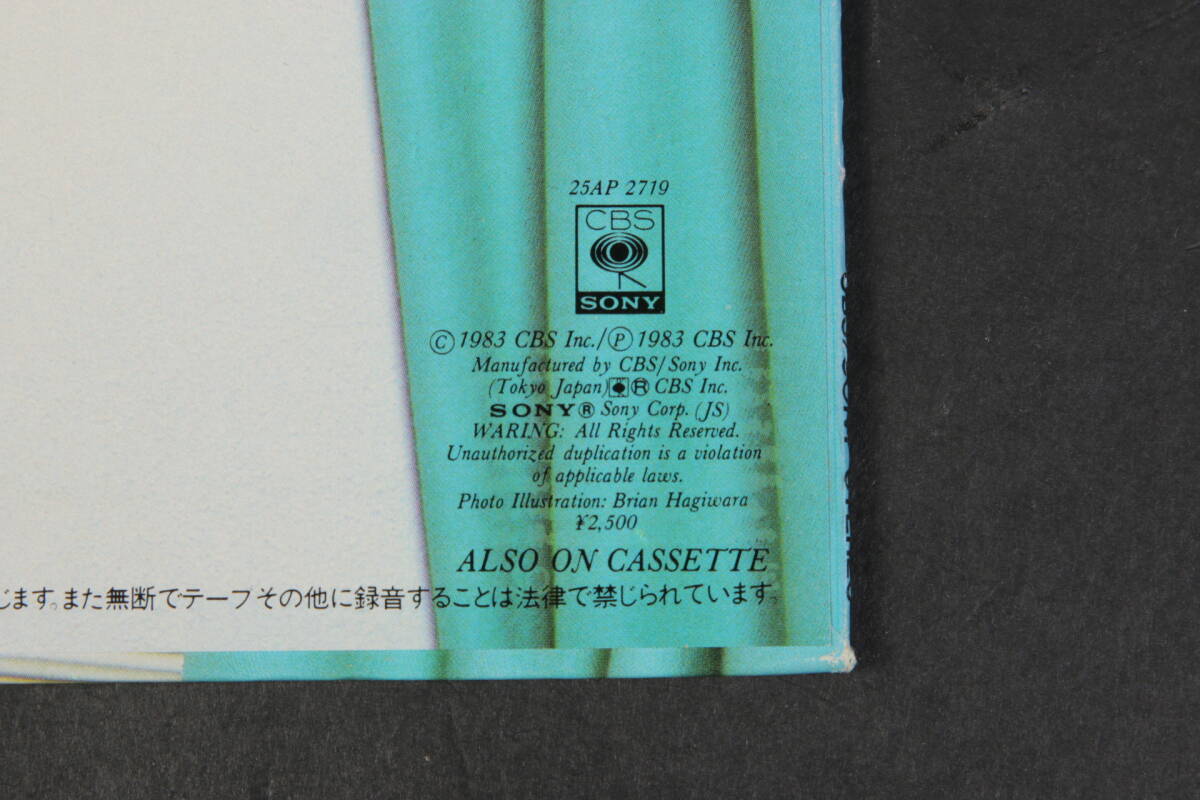 25AP 2719
CBS
SONY
Ⓒ1983 CBS Inc./Ⓟ1983 CBS Inc.
Manufactured by CBS/Sony Inc.
(Tokyo Japan) Ⓡ CBS Inc.
SONY® Sony Corp. (JS)
WARING: All Rights Reserved.
Unauthorized duplication is a violation
of applicable laws.
Photo Illustration: Brian Hagiwara
¥2,500
ALSO ON CASSETTE
じます。また無断でテープその他に録音することは法律で禁じられています。